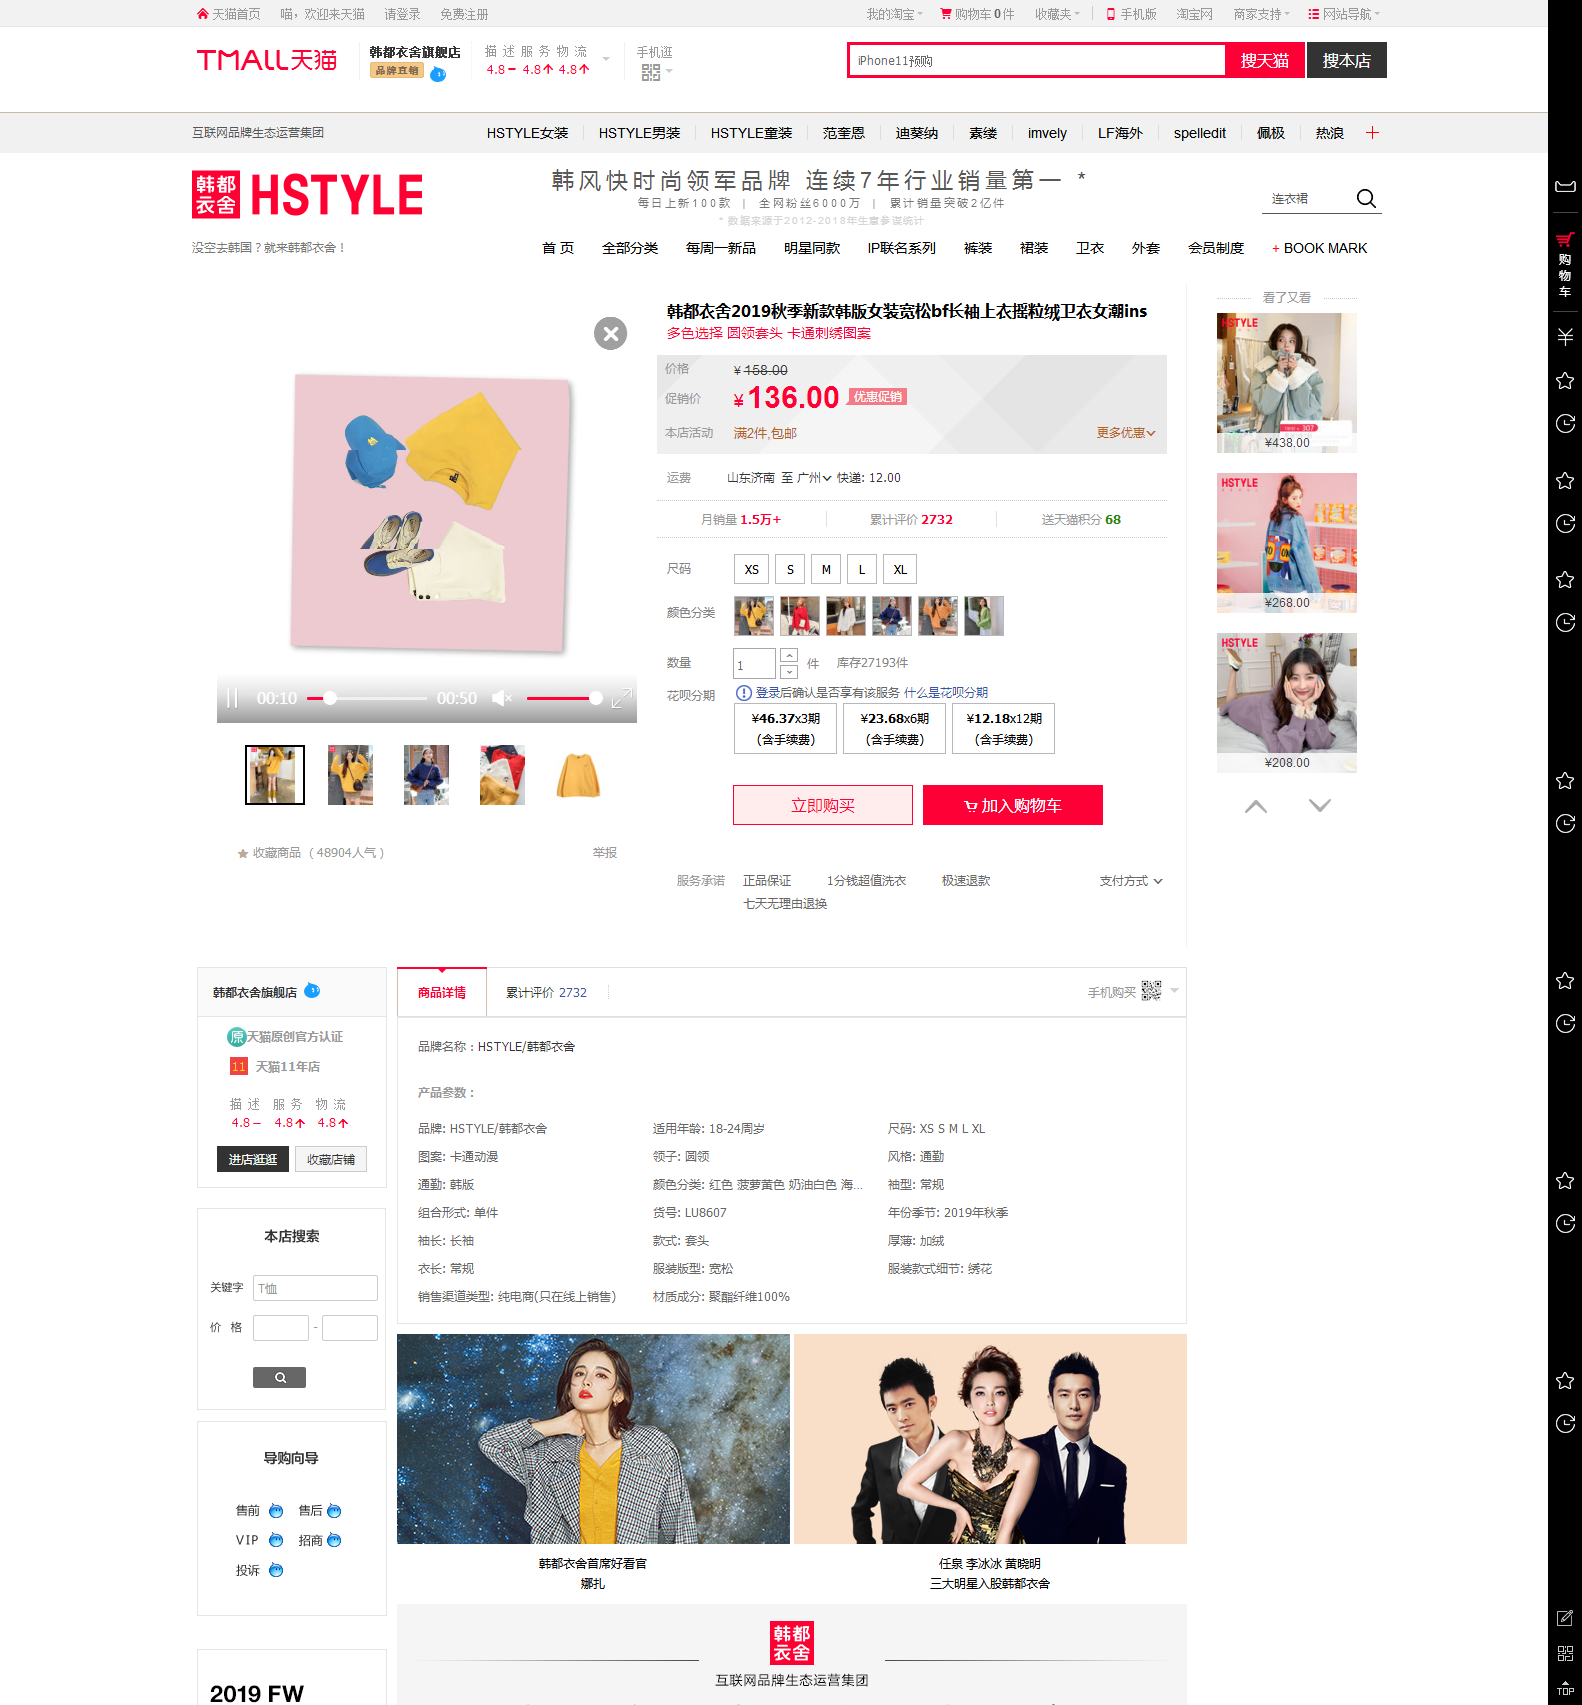 天猫首页 喵，欢迎来天猫 请登录 免费注册 我的淘宝 购物车0件 收藏夹 手机版 淘宝网 商家支持 网站导航
TMALL天猫 韩都衣舍旗舰店 品牌直销
描述 服务 物流
4.8 4.8 4.8
手机逛
iPhone11预购 搜天猫 搜本店
互联网品牌生态运营集团 HSTYLE女装 HSTYLE男装 HSTYLE童装 范奎恩 迪葵纳 素缕 imvely LF海外 spelledit 佩极 热浪 +
韩都衣舍 HSTYLE
韩风快时尚领军品牌 连续7年行业销量第一 *
每日上新100款 | 全网粉丝6000万 | 累计销量突破2亿件
* 数据来源于2012-2018年生意参谋统计
连衣裙
没空去韩国？就来韩都衣舍！ 首 页 全部分类 每周一新品 明星同款 IP联名系列 裤装 裙装 卫衣 外套 会员制度 + BOOK MARK
韩都衣舍2019秋季新款韩版女装宽松bf长袖上衣摇粒绒卫衣女潮ins
多色选择 圆领套头 卡通刺绣图案
价格 ¥158.00
促销价 ¥136.00 优惠促销
本店活动 满2件,包邮 更多优惠
运费 山东济南 至 广州 快递: 12.00
月销量 1.5万+ 累计评价 2732 送天猫积分 68
尺码 XS S M L XL
颜色分类
数量 1 件 库存27193件
花呗分期 登录后确认是否享有该服务 什么是花呗分期
¥46.37x3期 ¥23.68x6期 ¥12.18x12期
(含手续费) (含手续费) (含手续费)
立即购买 加入购物车
服务承诺 正品保证 1分钱超值洗衣 极速退款 支付方式
七天无理由退换
00:10 00:50
收藏商品 (48904人气) 举报
看了又看
HSTYLE
¥438.00
HSTYLE
¥268.00
HSTYLE
¥208.00
购物车
TOP
韩都衣舍旗舰店
原 天猫原创官方认证
11 天猫11年店
描述 服务 物流
4.8 4.8 4.8
进店逛逛 收藏店铺
本店搜索
关键字 T恤
价 格 -
导购向导
售前 售后
VIP 招商
投诉
2019 FW
商品详情 累计评价 2732 手机购买
品牌名称：HSTYLE/韩都衣舍
产品参数：
品牌: HSTYLE/韩都衣舍 适用年龄: 18-24周岁 尺码: XS S M L XL
图案: 卡通动漫 领子: 圆领 风格: 通勤
通勤: 韩版 颜色分类: 红色 菠萝黄色 奶油白色 海... 袖型: 常规
组合形式: 单件 货号: LU8607 年份季节: 2019年秋季
袖长: 长袖 款式: 套头 厚薄: 加绒
衣长: 常规 服装版型: 宽松 服装款式细节: 绣花
销售渠道类型: 纯电商(只在线上销售) 材质成分: 聚酯纤维100%
韩都衣舍首席好看官
娜扎
任泉 李冰冰 黄晓明
三大明星入股韩都衣舍
韩都衣舍
互联网品牌生态运营集团